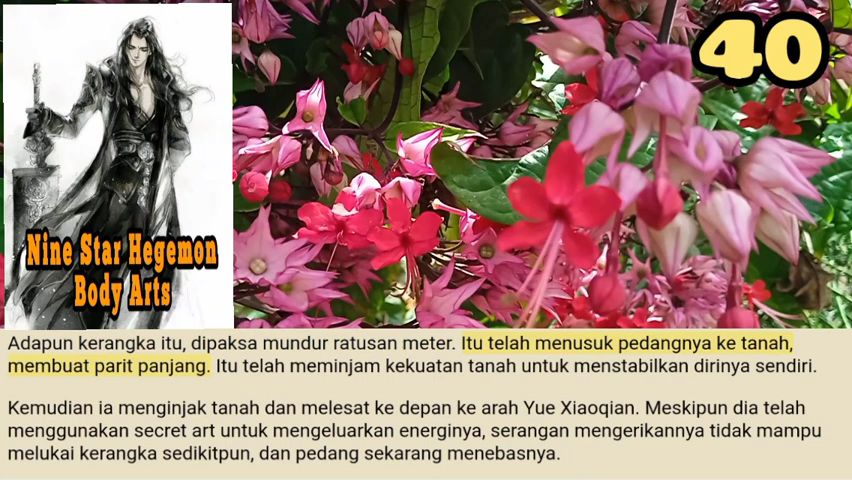 40
Nine Star Hegemon
Body Arts
Adapun kerangka itu, dipaksa mundur ratusan meter. Itu telah menusuk pedangnya ke tanah,
membuat parit panjang. Itu telah meminjam kekuatan tanah untuk menstabilkan dirinya sendiri.
Kemudian ia menginjak tanah dan melesat ke depan ke arah Yue Xiaoqian. Meskipun dia telah
menggunakan secret art untuk mengeluarkan energinya, serangan mengerikannya tidak mampu
melukai kerangka sedikitpun, dan pedang sekarang menebasnya.